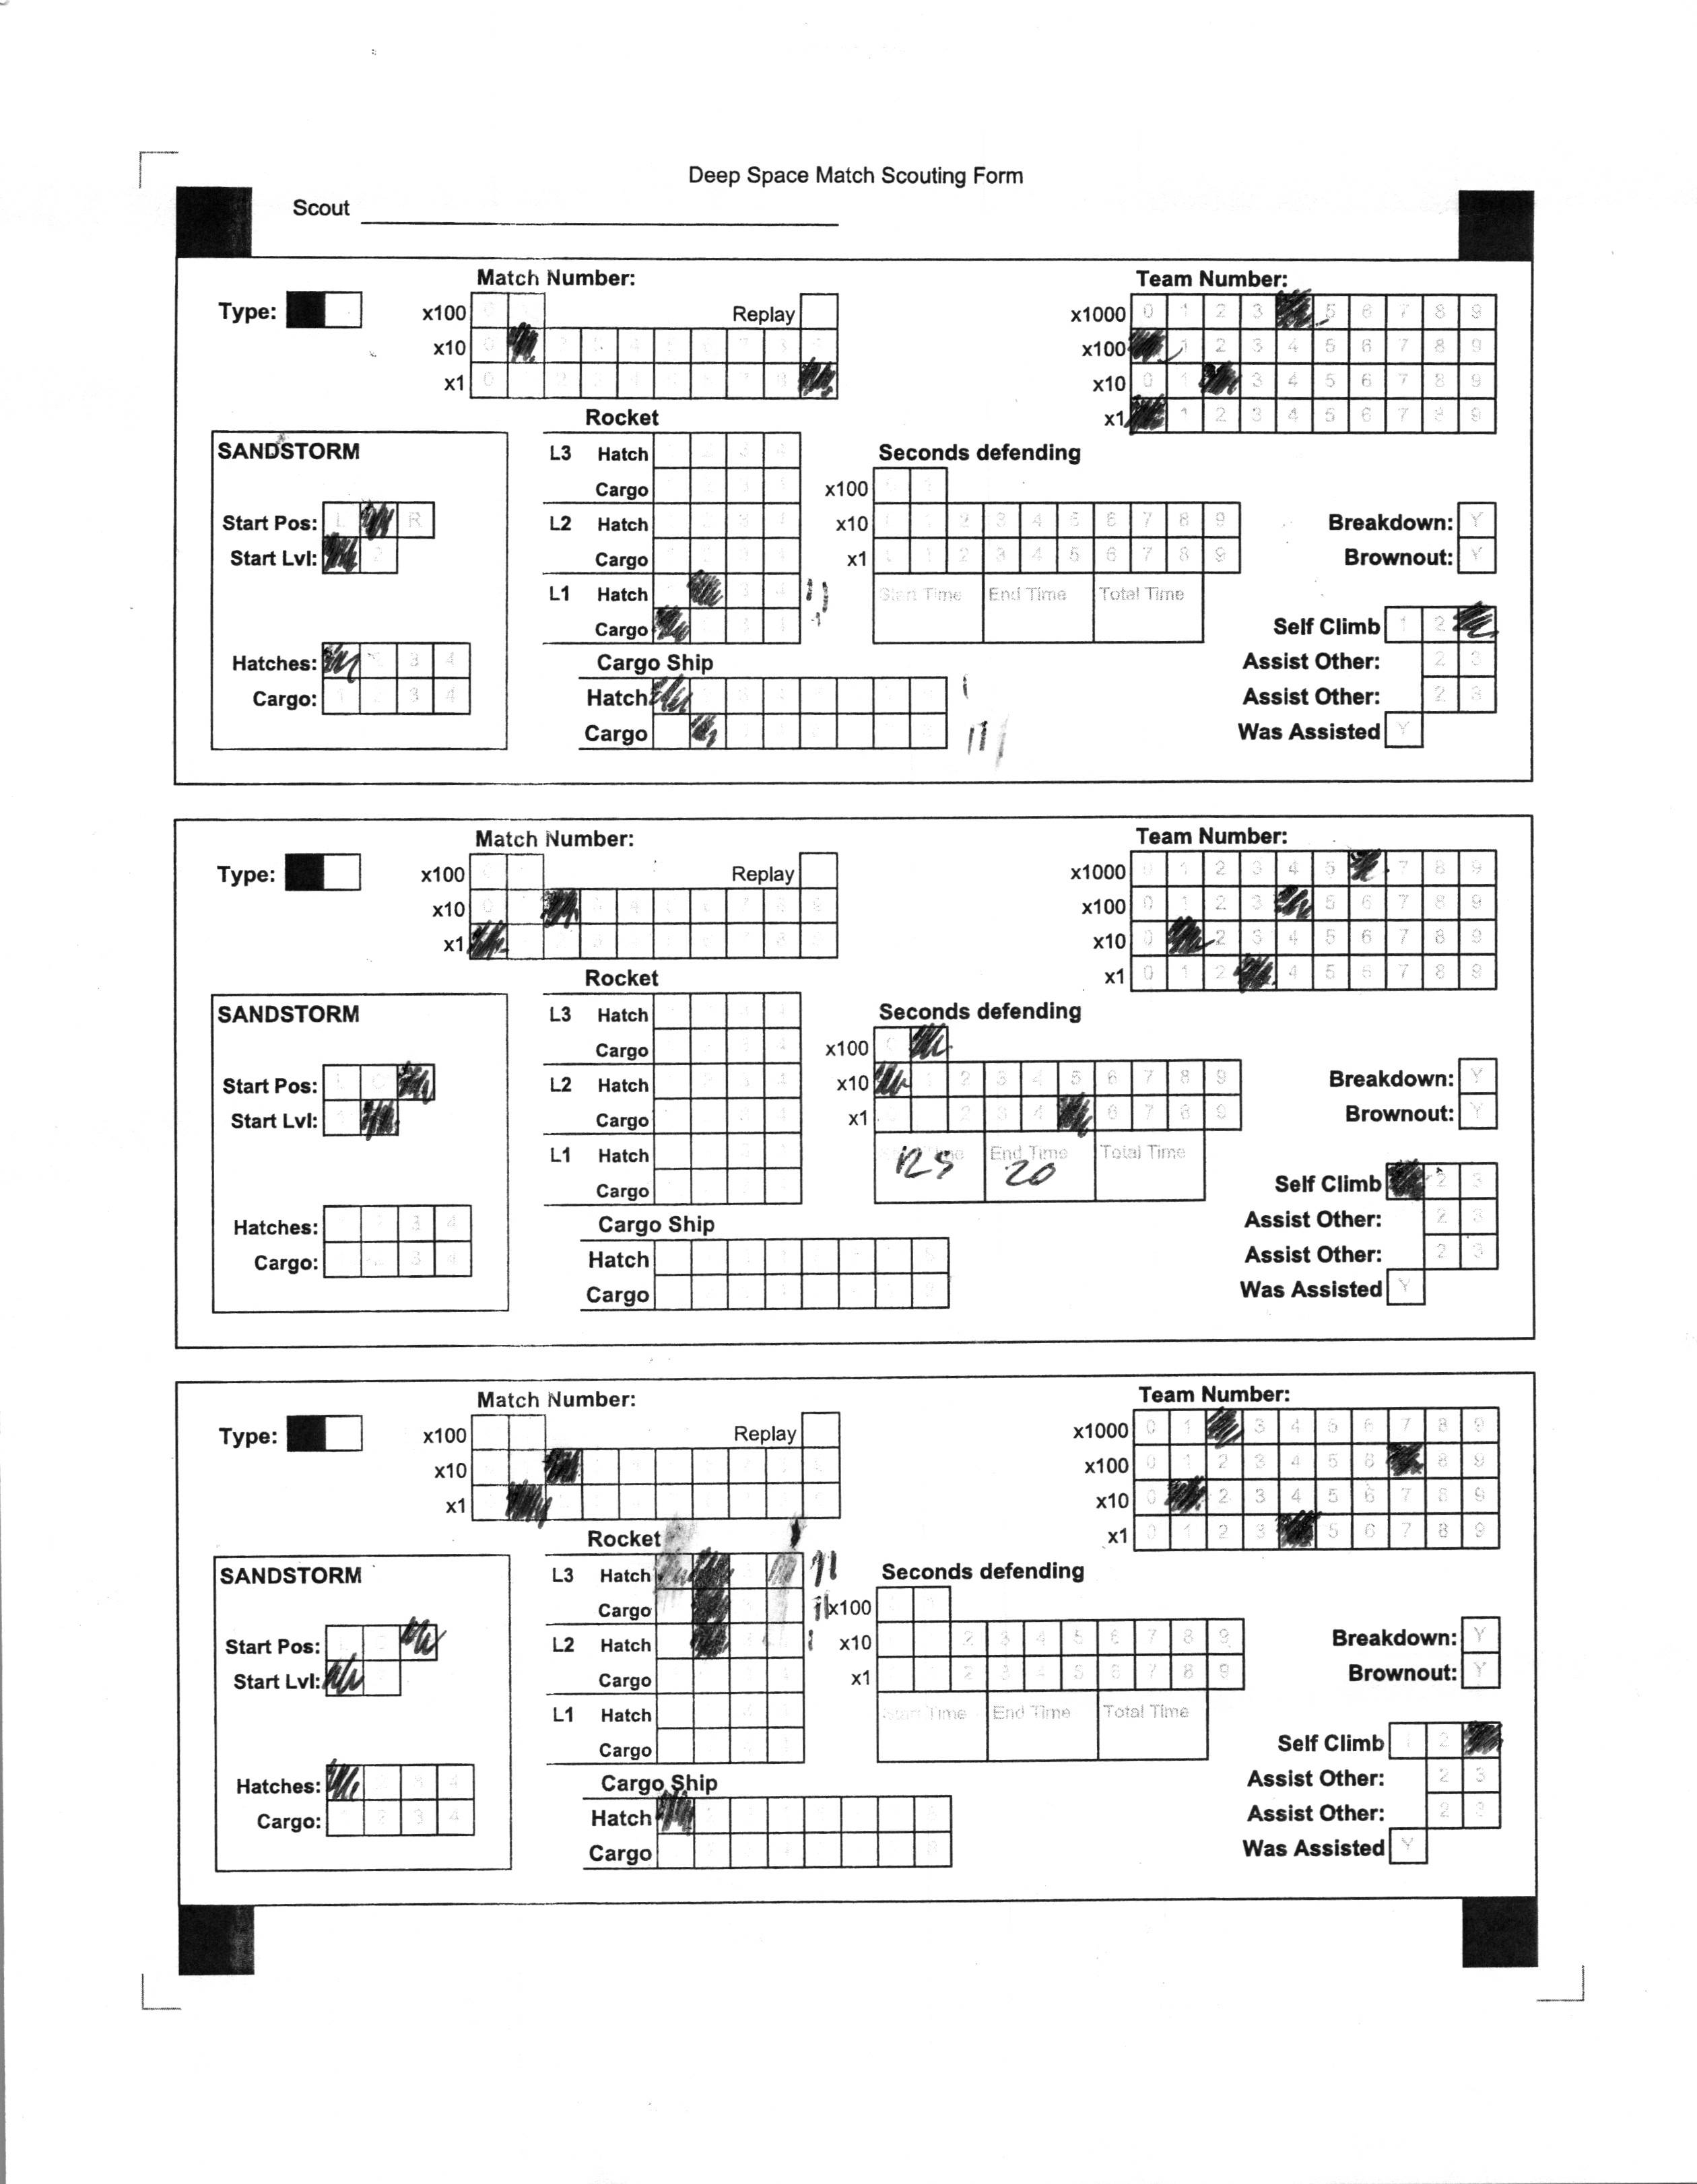 Deep Space Match Scouting Form
Scout
Match Number:
Team Number:
Type:
x100
Replay
x1000 0 1 2 3 5 6 7 8 9
x10
x100 1 2 3 4 5 6 7 8 9
x1
x10 0 1 3 4 5 6 7 8 9
x1 1 2 3 4 5 6 7 8 9
Rocket
SANDSTORM
L3 Hatch
Cargo
L2 Hatch
Cargo
L1 Hatch
Cargo
Start Pos: L R
Start Lvl: 2
Hatches: 2 3 4
Cargo: 1 2 3 4
Cargo Ship
Hatch
Cargo
Seconds defending
x100
x10 2 3 4 5 6 7 8 9
x1 1 2 3 4 5 6 7 8 9
Start Time End Time Total Time
Breakdown: Y
Brownout: Y
Self Climb 1 2
Assist Other: 2 3
Assist Other: 2 3
Was Assisted Y
Match Number:
Team Number:
Type:
x100
Replay
x1000 0 1 2 3 4 5 7 8 9
x10
x100 0 1 2 3 5 6 7 8 9
x1
x10 0 2 3 4 5 6 7 8 9
x1 0 1 2 4 5 6 7 8 9
Rocket
SANDSTORM
L3 Hatch
Cargo
L2 Hatch
Cargo
L1 Hatch
Cargo
Start Pos: L C
Start Lvl:
Hatches: 3 4
Cargo: 3 4
Cargo Ship
Hatch
Cargo
Seconds defending
x100
x10 1 2 3 4 5 6 7 8 9
x1 2 3 4 6 7 8 9
End Time Total Time
125 20
Breakdown: Y
Brownout: Y
Self Climb 2 3
Assist Other: 2 3
Assist Other: 2 3
Was Assisted Y
Match Number:
Team Number:
Type:
x100
Replay
x1000 0 1 3 4 5 6 7 8 9
x10
x100 0 1 2 3 4 5 6 8 9
x1
x10 0 2 3 4 5 6 7 8 9
x1 0 1 2 3 5 6 7 8 9
Rocket
SANDSTORM
L3 Hatch
Cargo
L2 Hatch
Cargo
L1 Hatch
Cargo
Start Pos:
Start Lvl:
Hatches: 2 3 4
Cargo: 2 3 4
Cargo Ship
Hatch
Cargo
Seconds defending
x100
x10 2 3 4 5 6 7 8 9
x1 2 3 4 5 6 7 8 9
Start Time End Time Total Time
Breakdown: Y
Brownout: Y
Self Climb 1 2
Assist Other: 2 3
Assist Other: 2 3
Was Assisted Y